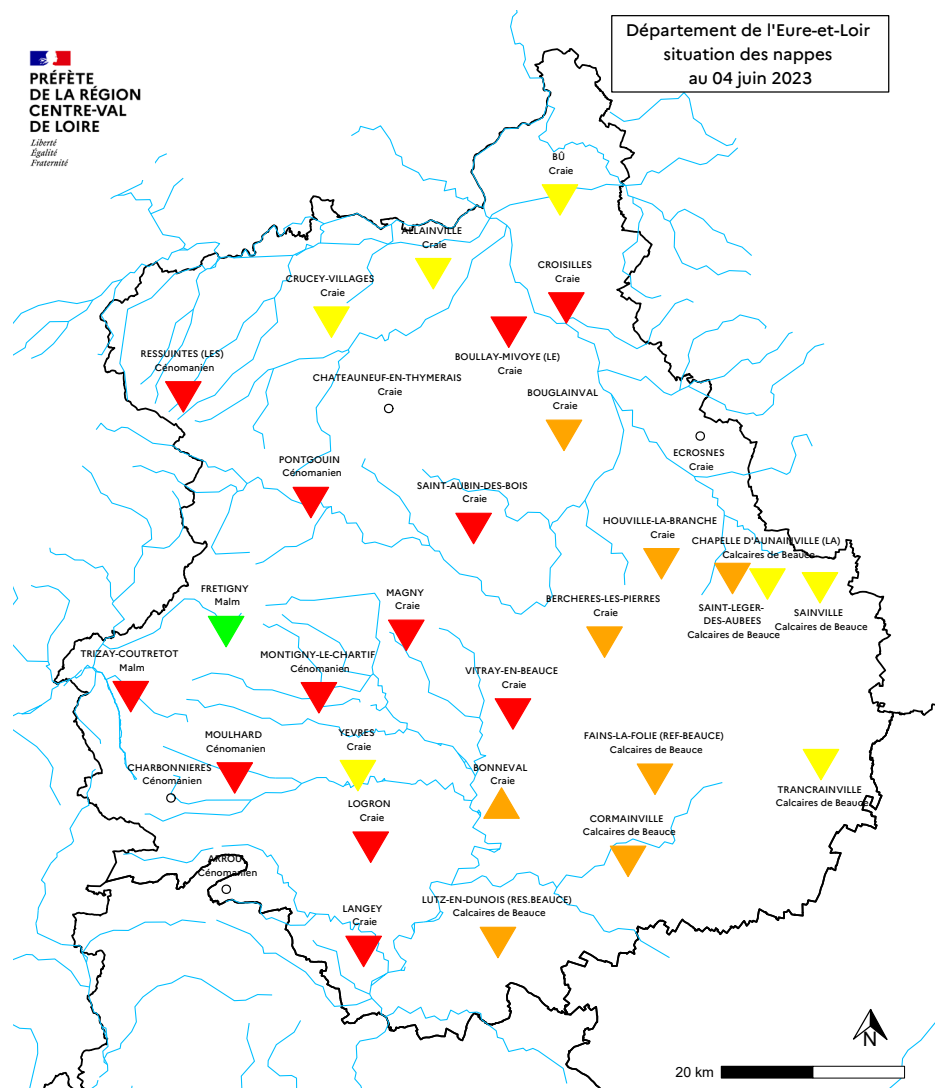 Département de l'Eure-et-Loir
situation des nappes
au 04 juin 2023
PRÉFÈTE
DE LA RÉGION
CENTRE-VAL
DE LOIRE
Liberté
Égalité
Fraternité
BÛ
Craie
ALLAINVILLE
Craie
CROISILLES
Craie
CRUCEY-VILLAGES
Craie
RESSUINTES (LES)
Cénomanien
BOULLAY-MIVOYE (LE)
Craie
CHATEAUNEUF-EN-THYMERAIS
Craie
BOUGLAINVAL
Craie
ECROSNES
Craie
PONTGOUIN
Cénomanien
SAINT-AUBIN-DES-BOIS
Craie
HOUVILLE-LA-BRANCHE
Craie
CHAPELLE D'AUNAINVILLE (LA)
Calcaires de Beauce
FRETIGNY
Malm
MAGNY
Craie
BERCHERES-LES-PIERRES
Craie
SAINT-LEGER-
DES-AUBEES
Calcaires de Beauce
SAINVILLE
Calcaires de Beauce
TRIZAY-COUTRETOT
Malm
MONTIGNY-LE-CHARTIF
Cénomanien
VITRAY-EN-BEAUCE
Craie
MOULHARD
Cénomanien
YEVRES
Craie
FAINS-LA-FOLIE (REF-BEAUCE)
Calcaires de Beauce
CHARBONNIERES
Cénomanien
BONNEVAL
Craie
TRANCRAINVILLE
Calcaires de Beauce
LOGRON
Craie
CORMAINVILLE
Calcaires de Beauce
ARROU
Cénomanien
LUTZ-EN-DUNOIS (RES.BEAUCE)
Calcaires de Beauce
LANGEY
Craie
N
20 km